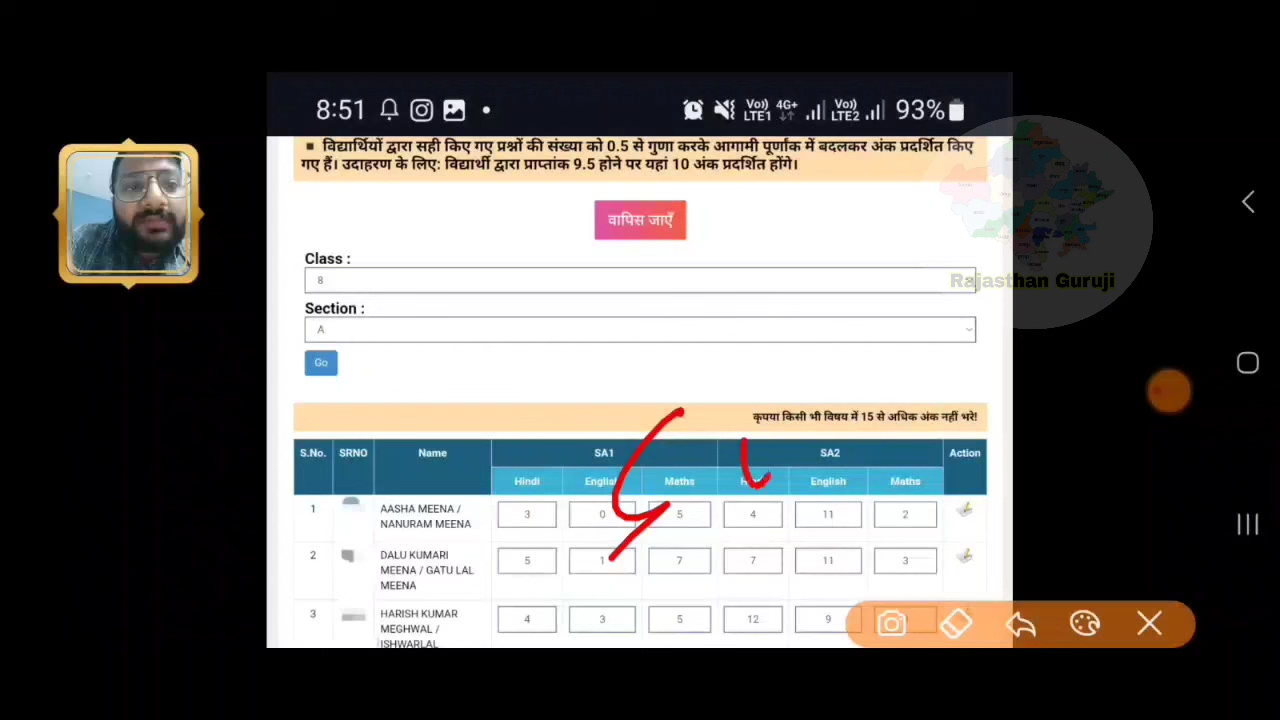 8:51 Vo) LTE1 4G+ Vo) LTE2 93%
▪ विद्यार्थियों द्वारा सही किए गए प्रश्नों की संख्या को 0.5 से गुणा करके आगामी पूर्णांक में बदलकर अंक प्रदर्शित किए
गए हैं। उदाहरण के लिए: विद्यार्थी द्वारा प्राप्तांक 9.5 होने पर यहां 10 अंक प्रदर्शित होंगे।
वापिस जाएँ
Rajasthan Guruji
Class :
8
Section :
A
Go
कृपया किसी भी विषय में 15 से अधिक अंक नहीं भरे!
S.No. SRNO Name SA1 SA2 Action
Hindi English Maths Hindi English Maths
1 AASHA MEENA / 3 0 5 4 11 2
NANURAM MEENA
2 DALU KUMARI 5 1 7 7 11 3
MEENA / GATU LAL
MEENA
3 HARISH KUMAR 4 3 5 12 9
MEGHWAL /
ISHWARLAL